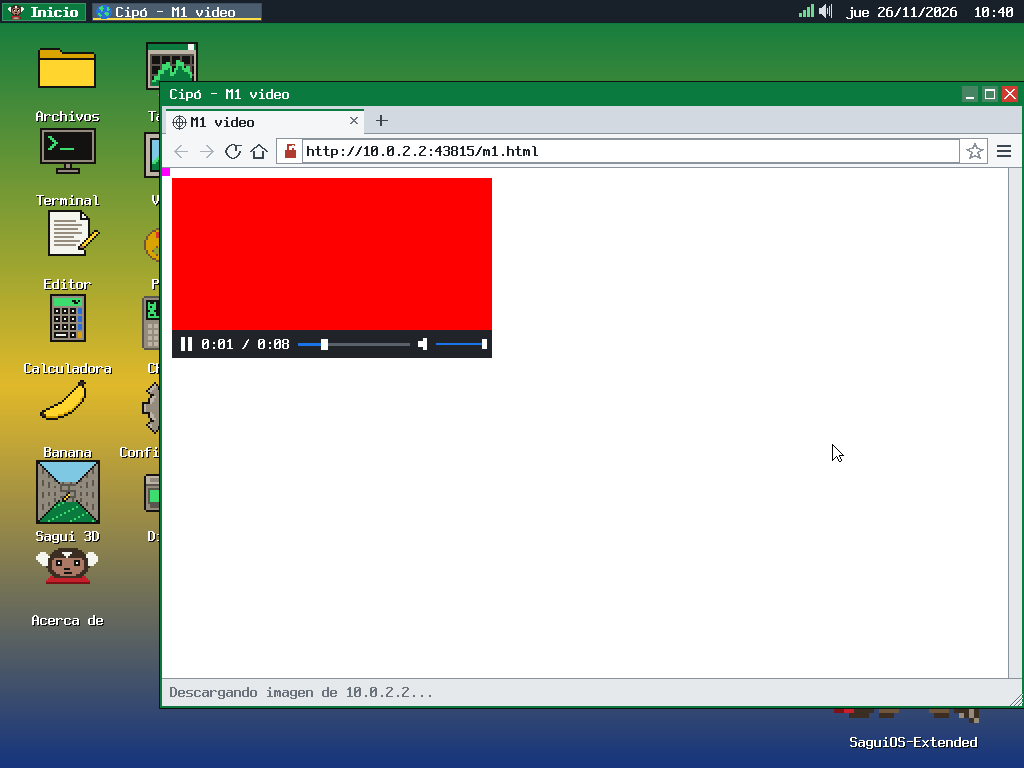 Inicio
Cipó - M1 video
jue 26/11/2026 10:40
Cipó - M1 video
M1 video
http://10.0.2.2:43815/m1.html
0:01 / 0:08
Archivos
Terminal
Editor
Calculadora
Banana
Confi
Sagui 3D
Acerca de
Descargando imagen de 10.0.2.2...
SaguiOS-Extended